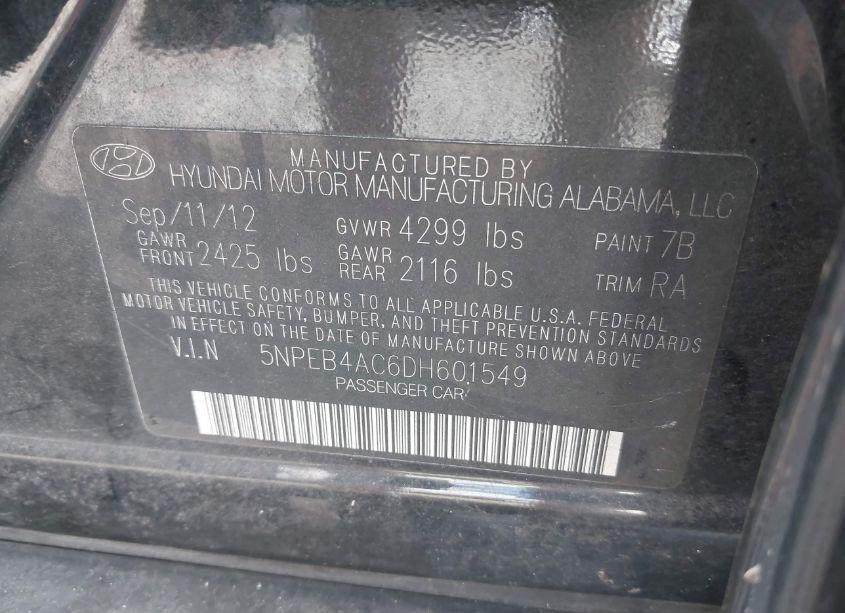 MANUFACTURED BY
HYUNDAI MOTOR MANUFACTURING ALABAMA, LLC
Sep/11/12 GVWR 4299 lbs PAINT 7B
GAWR FRONT 2425 lbs GAWR REAR 2116 lbs TRIM RA
THIS VEHICLE CONFORMS TO ALL APPLICABLE U.S.A. FEDERAL
MOTOR VEHICLE SAFETY, BUMPER, AND THEFT PREVENTION STANDARDS
IN EFFECT ON THE DATE OF MANUFACTURE SHOWN ABOVE
V.I.N 5NPEB4AC6DH601549
PASSENGER CAR